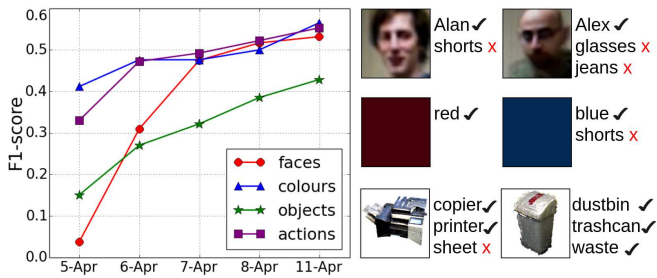 F1-score
0.6
0.5
0.4
0.3
0.2
0.1
0.0
5-Apr 6-Apr 7-Apr 8-Apr 11-Apr
faces
colours
objects
actions
Alan ✓
shorts x
Alex ✓
glasses x
jeans x
red ✓
blue ✓
shorts x
copier ✓
printer ✓
sheet x
dustbin ✓
trashcan ✓
waste ✓